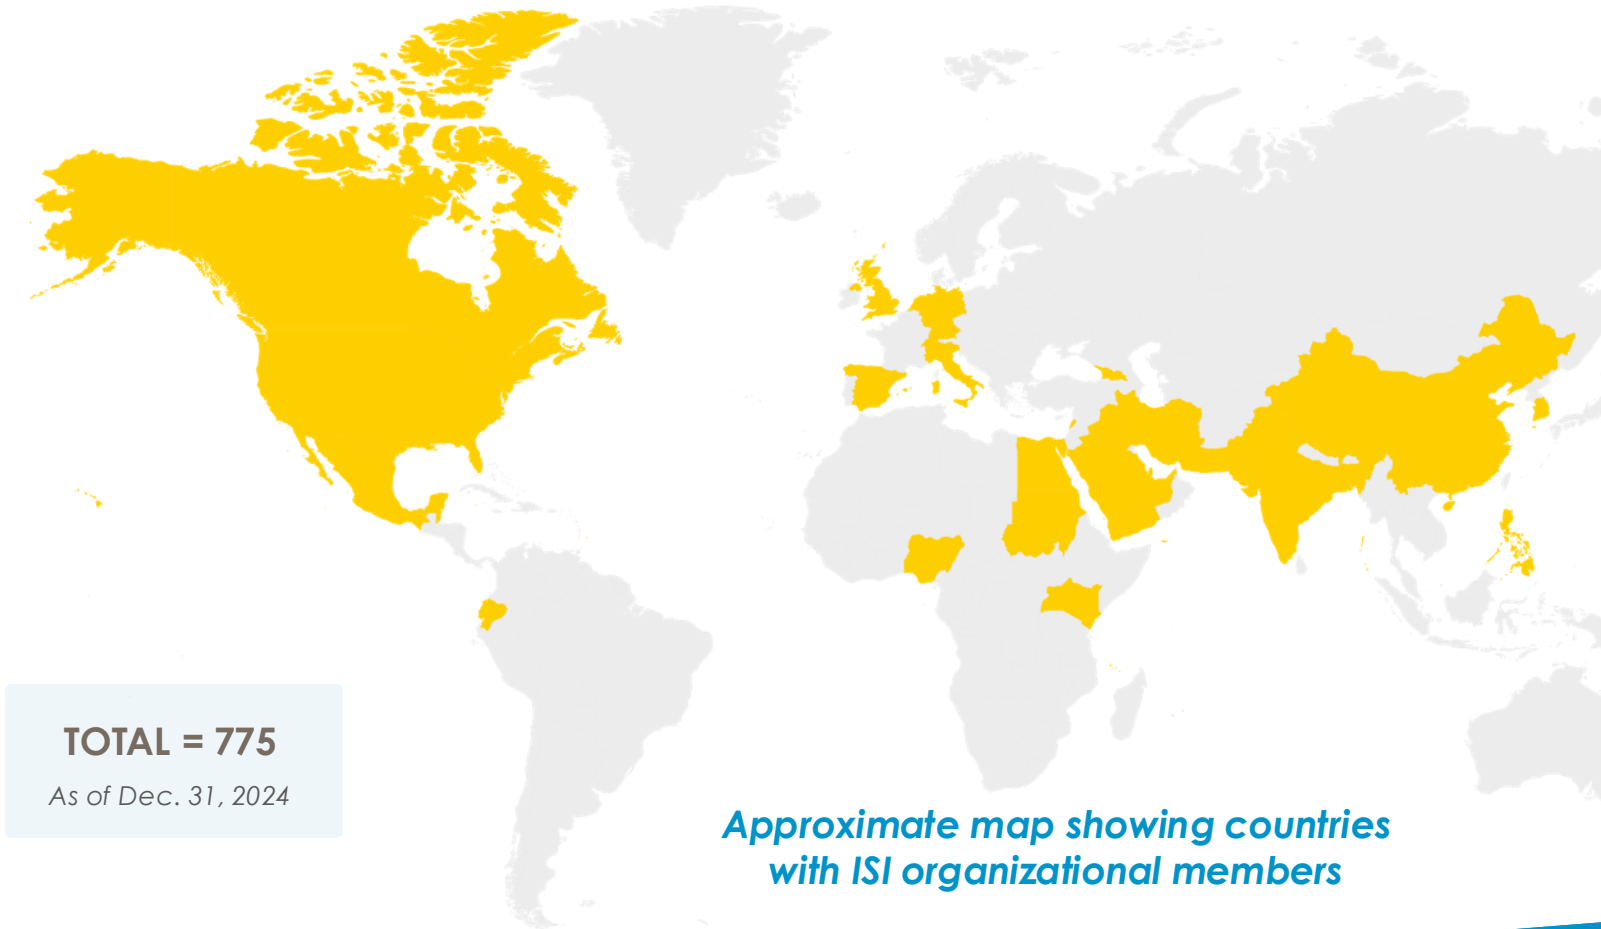 TOTAL = 775
As of Dec. 31, 2024
Approximate map showing countries
with ISI organizational members